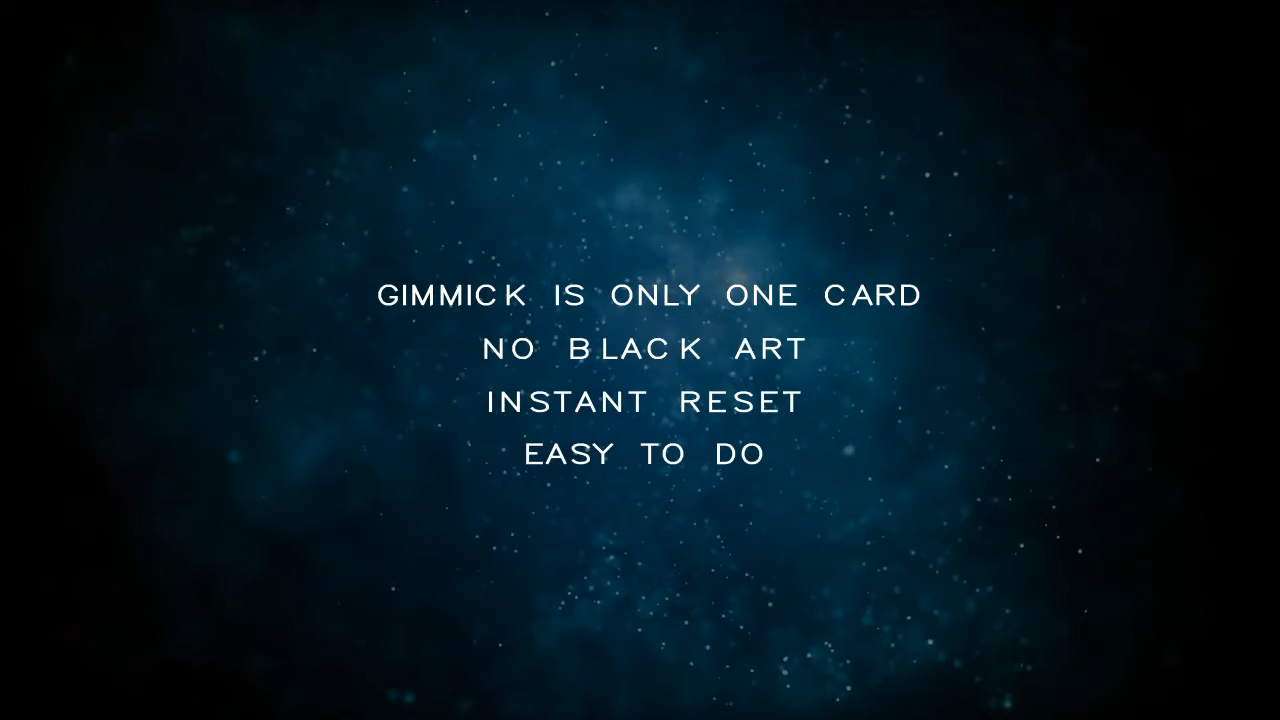 GIMMICK IS ONLY ONE CARD
NO BLACK ART
INSTANT RESET
EASY TO DO